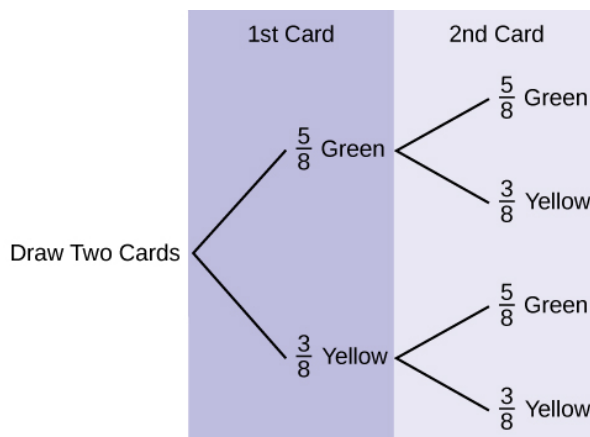 1st Card
2nd Card
5/8 Green
5/8 Green
3/8 Yellow
Draw Two Cards
3/8 Yellow
5/8 Green
3/8 Yellow